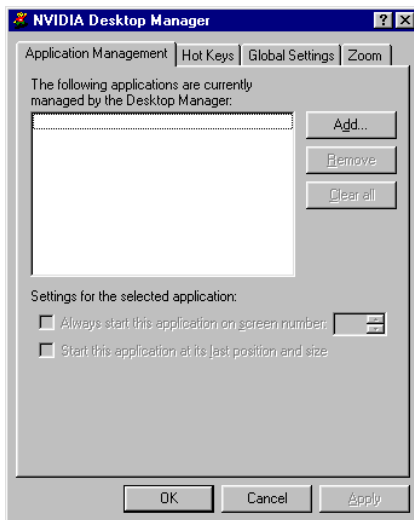 NVIDIA Desktop Manager
Application Management Hot Keys Global Settings Zoom
The following applications are currently
managed by the Desktop Manager:
Add...
Remove
Clear all
Settings for the selected application:
Always start this application on screen number:
Start this application at its last position and size
OK Cancel Apply